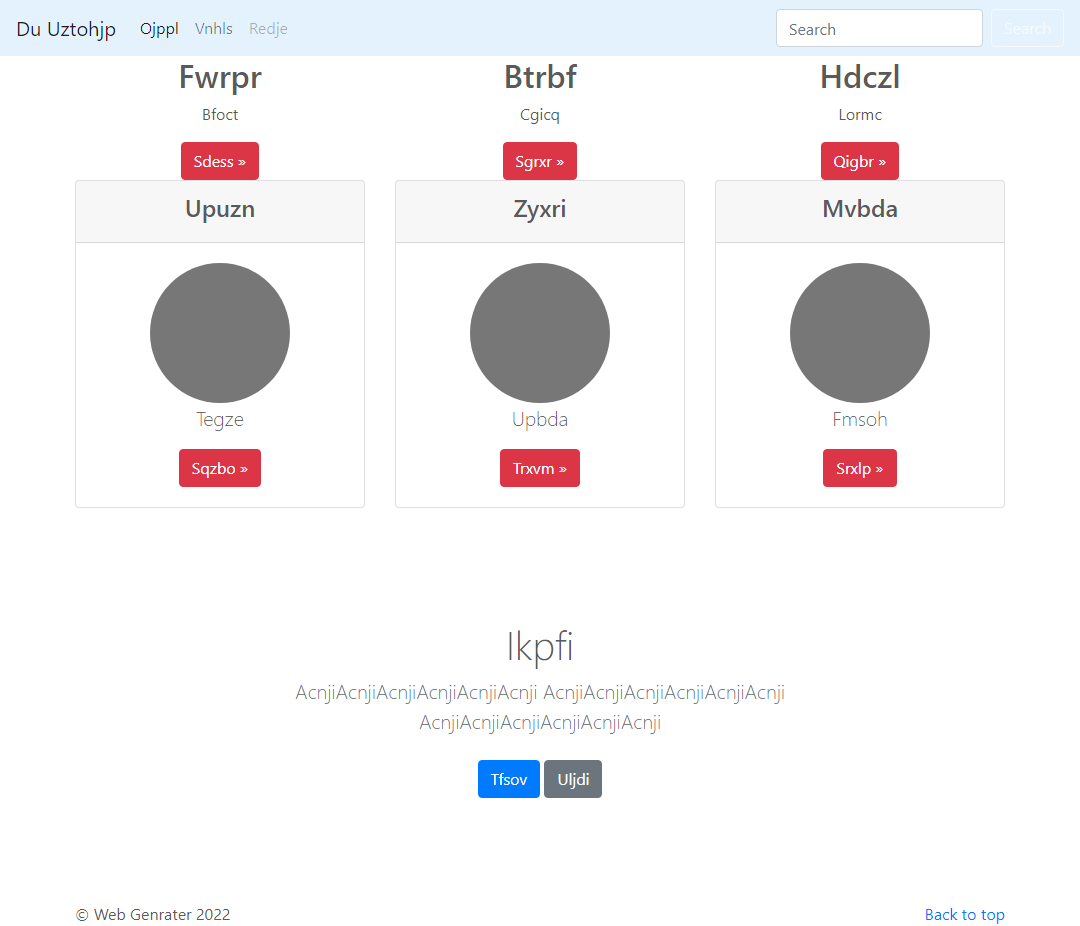 Du Uztohjp Ojppl Vnhls Redje Search Search
Fwrpr Btrbf Hdczl
Bfoct Cgicq Lormc
Sdess » Sgrxr » Qigbr »
Upuzn Zyxri Mvbda
Tegze Upbda Fmsoh
Sqzbo » Trxvm » Srxlp »
Ikpfi
AcnjiAcnjiAcnjiAcnjiAcnjiAcnji AcnjiAcnjiAcnjiAcnjiAcnjiAcnji
AcnjiAcnjiAcnjiAcnjiAcnjiAcnji
Tfsov Uljdi
© Web Genrater 2022 Back to top